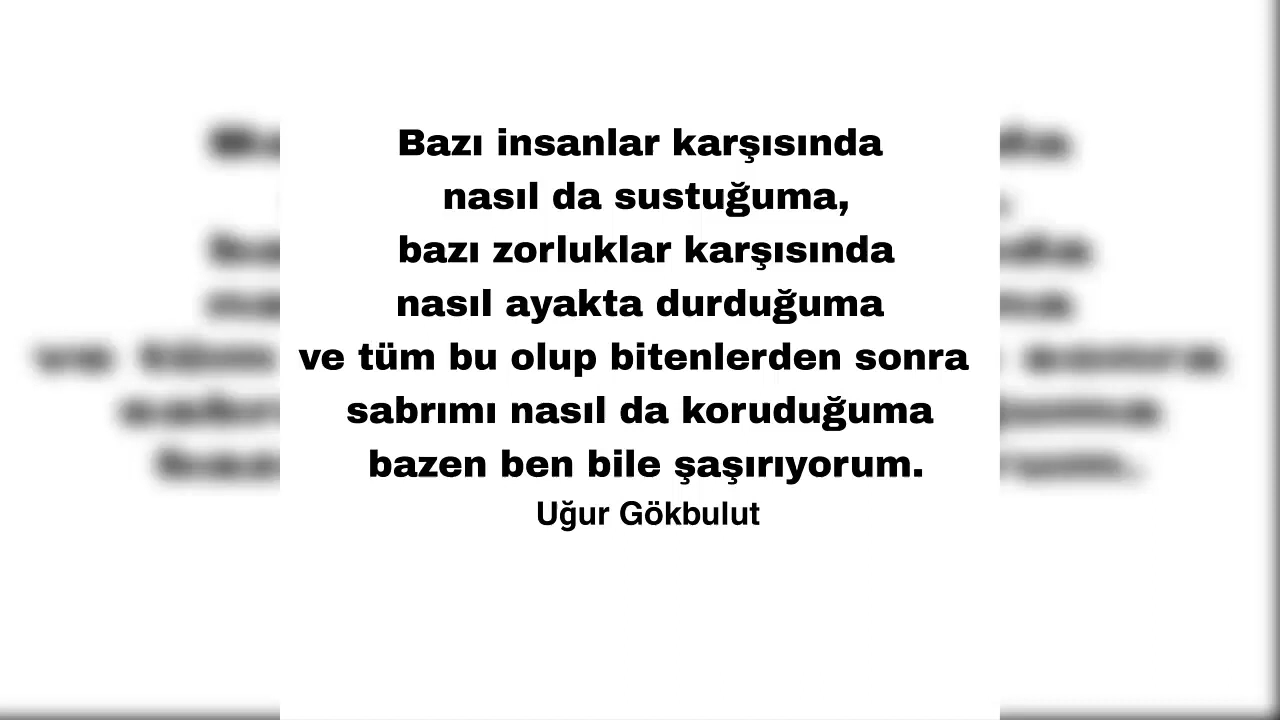 Bazı insanlar karşısında
nasıl da sustuğuma,
bazı zorluklar karşısında
nasıl ayakta durduğuma
ve tüm bu olup bitenlerden sonra
sabrımı nasıl da koruduğuma
bazen ben bile şaşırıyorum.
Uğur Gökbulut